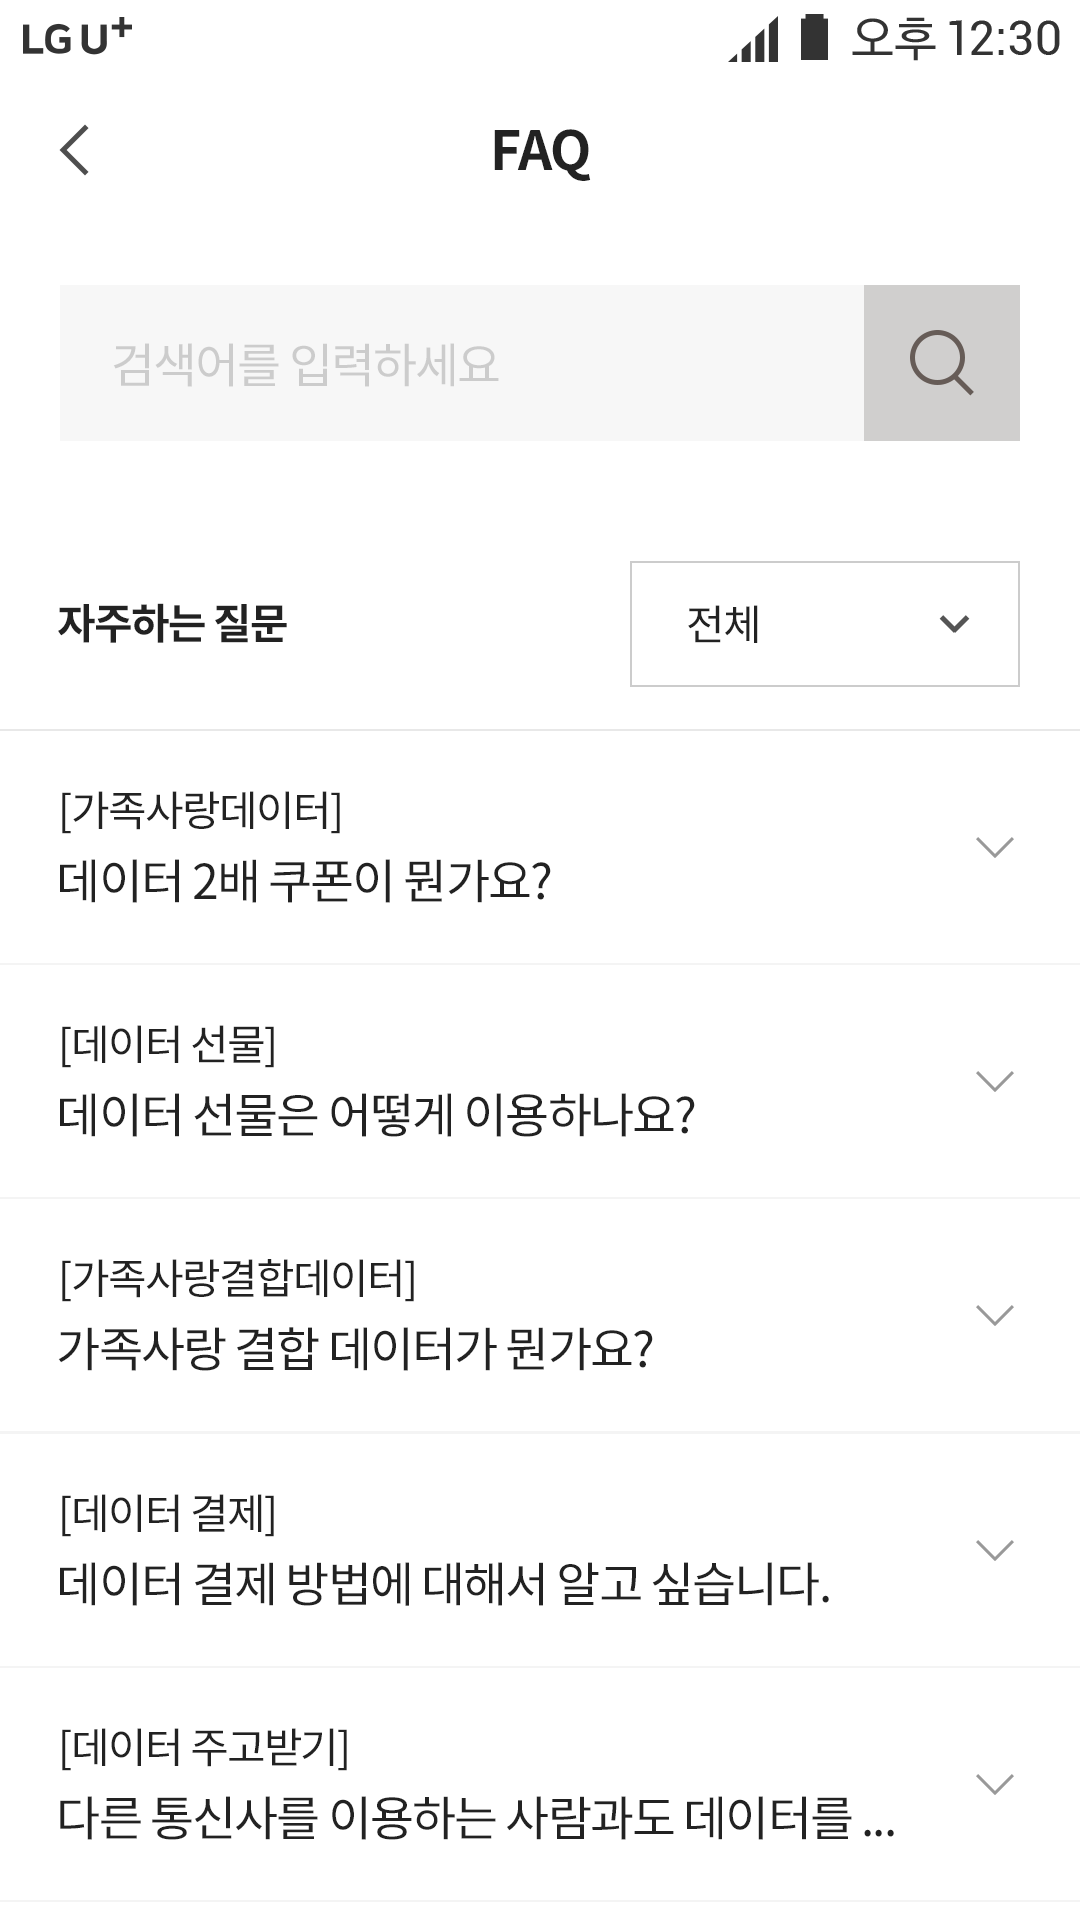 LG U+ 오후 12:30
FAQ
검색어를 입력하세요
자주하는 질문 전체
[가족사랑데이터]
데이터 2배 쿠폰이 뭔가요?
[데이터 선물]
데이터 선물은 어떻게 이용하나요?
[가족사랑결합데이터]
가족사랑 결합 데이터가 뭔가요?
[데이터 결제]
데이터 결제 방법에 대해서 알고 싶습니다.
[데이터 주고받기]
다른 통신사를 이용하는 사람과도 데이터를 ...